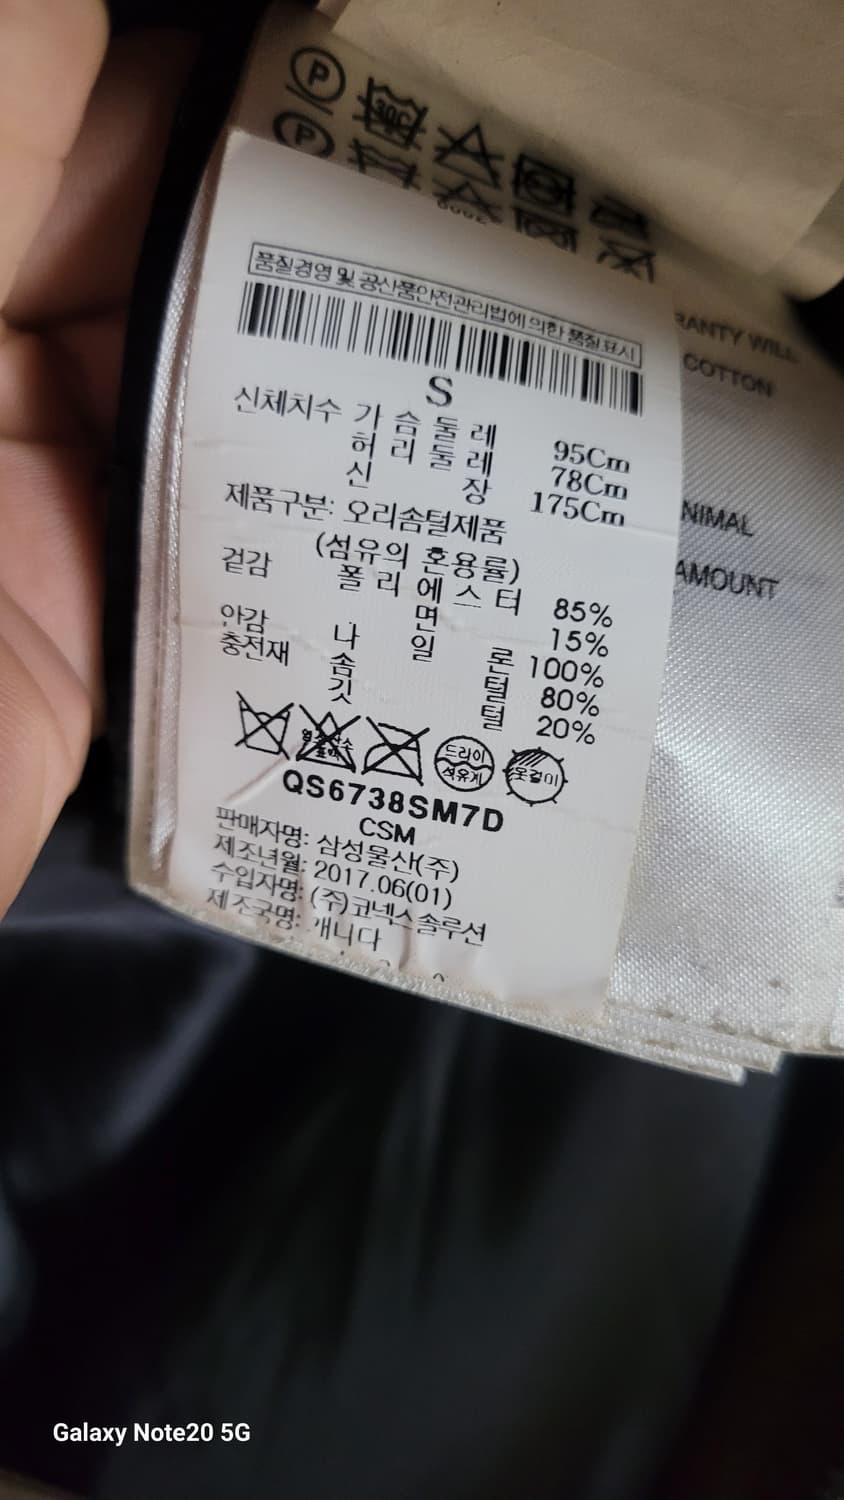 P
30C
P
품질경영 및 공산품안전관리법에 의한 품질표시
S
신체치수 가 슴 둘 레 95Cm
허 리 둘 레 78Cm
신 장 175Cm
제품구분: 오리솜털제품
(섬유의 혼용률)
겉감 폴 리 에 스 터 85%
면 15%
안감 나 일 론 100%
충전재 솜 털 80%
깃 털 20%
드라이
석유계
옷걸이
QS6738SM7D
CSM
판매자명: 삼성물산(주)
제조년월: 2017.06(01)
수입자명: (주)코넥스솔루션
제조국명: 캐나다
RANTY WILL
COTTON
NIMAL
AMOUNT
Galaxy Note20 5G